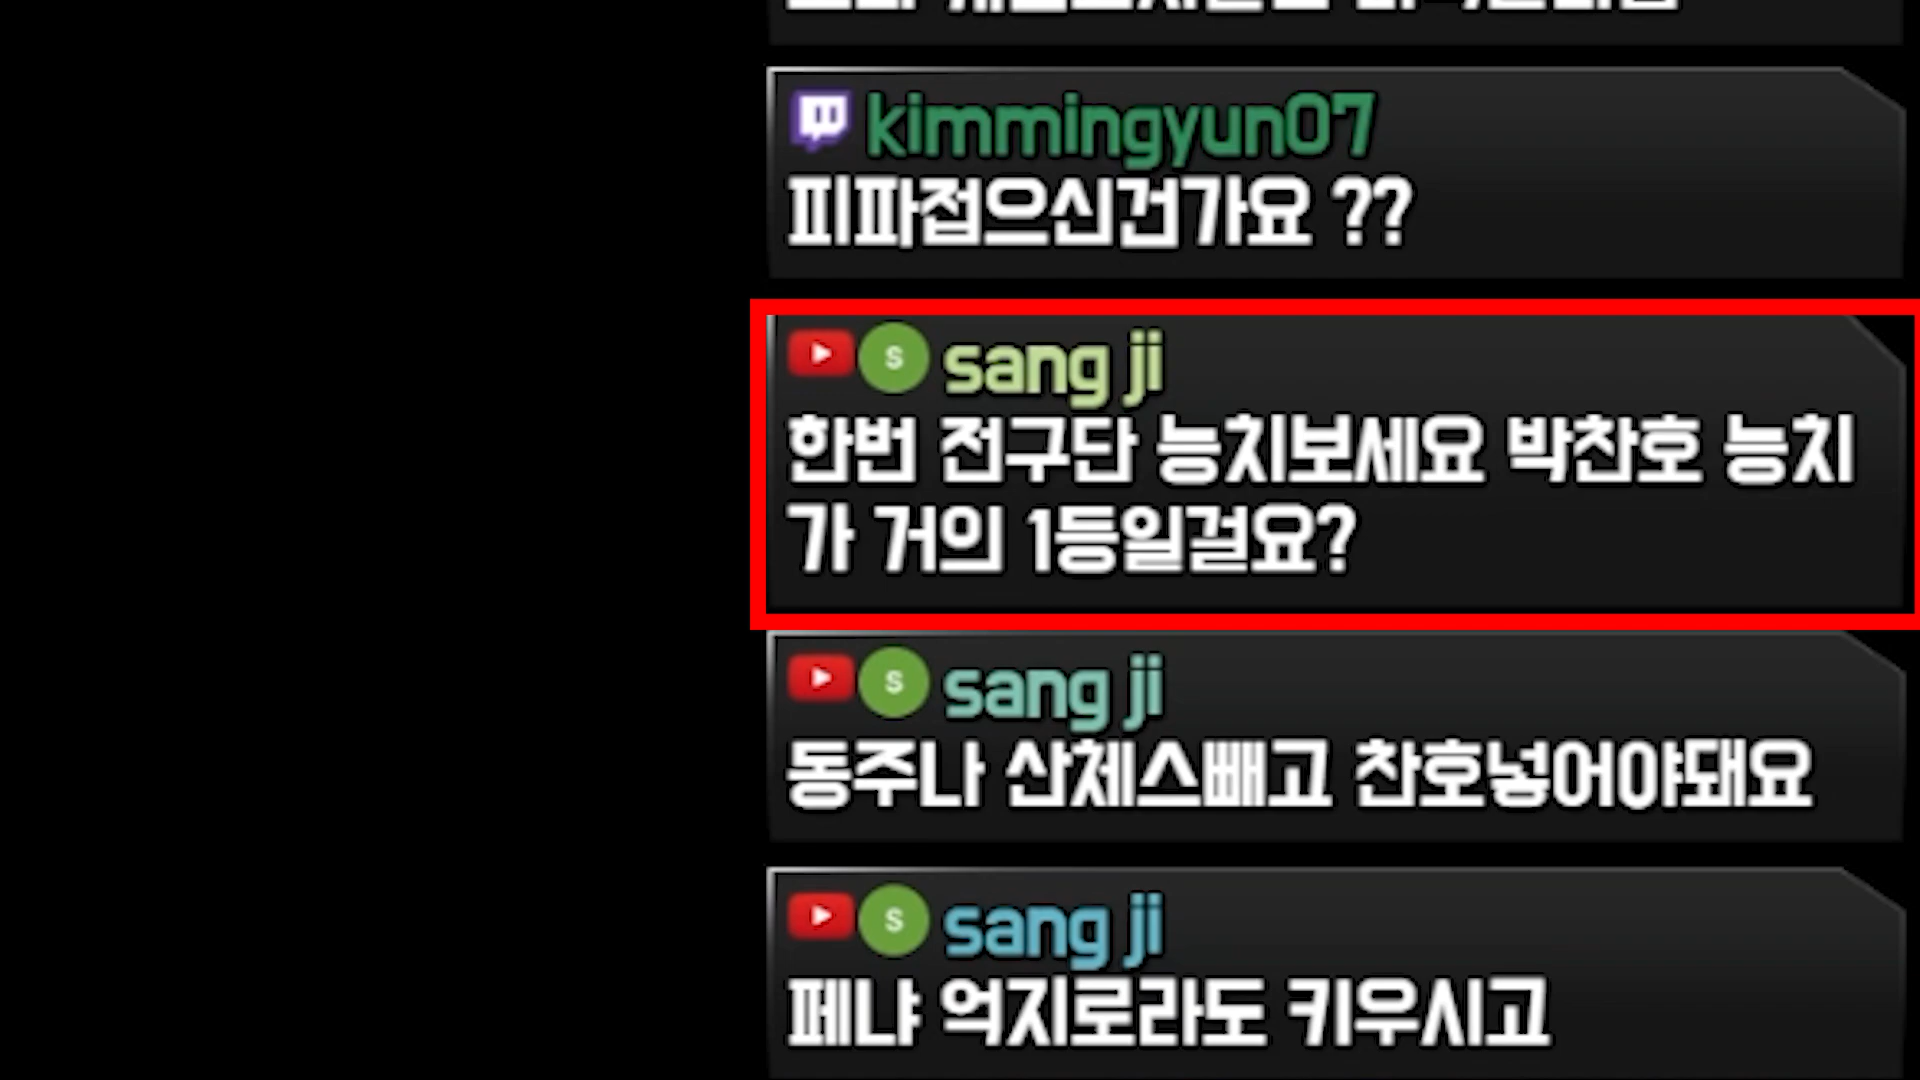 kimmingyun07
피파접으신건가요 ??
S sang ji
한번 전구단 능치보세요 박찬호 능치
가 거의 1등일걸요?
S sang ji
동주나 산체스빼고 찬호넣어야돼요
S sang ji
페냐 억지로라도 키우시고